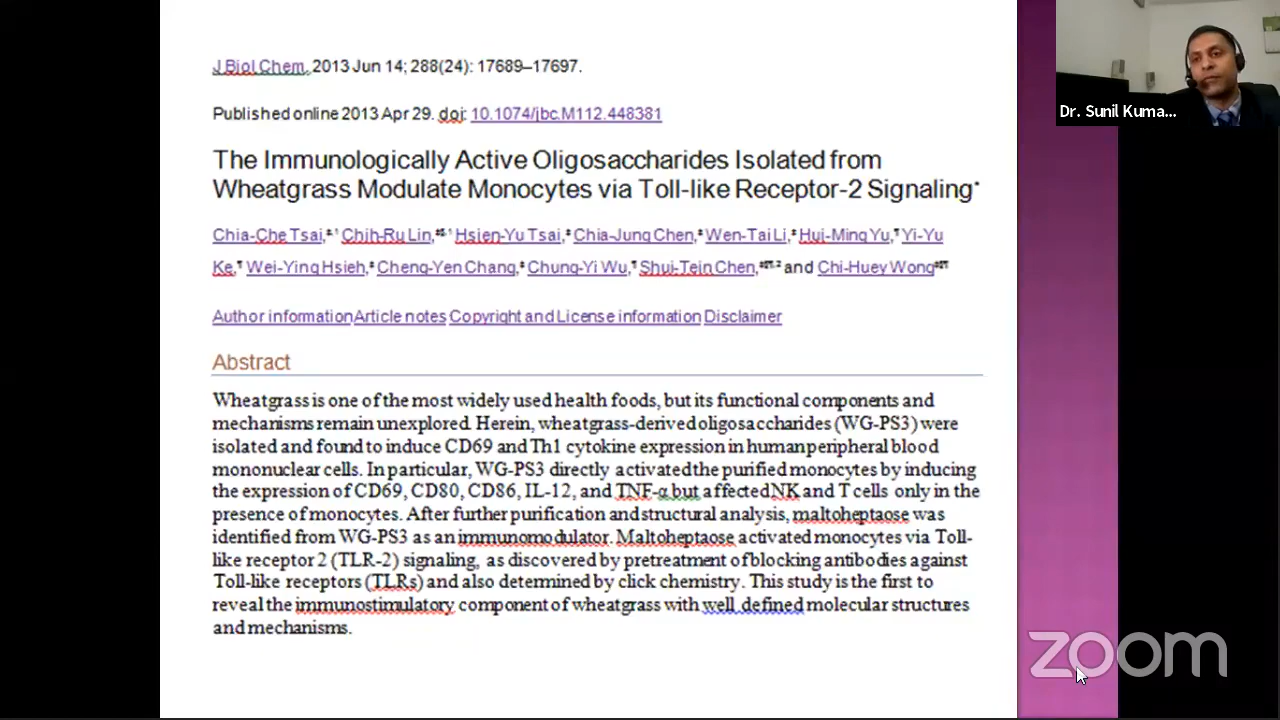 J Biol Chem. 2013 Jun 14; 288(24): 17689–17697.
Published online 2013 Apr 29. doi: 10.1074/jbc.M112.448381
The Immunologically Active Oligosaccharides Isolated from
Wheatgrass Modulate Monocytes via Toll-like Receptor-2 Signaling*
Chia-Che Tsai, Chih-Ru Lin, Hsien-Yu Tsai, Chia-Jung Chen, Wen-Tai Li, Hui-Ming Yu, Yi-Yu
Ke, Wei-Ying Hsieh, Cheng-Yen Chang, Chung-Yi Wu, Shui-Tein Chen, and Chi-Huey Wong
Author information Article notes Copyright and License information Disclaimer
Abstract
Wheatgrass is one of the most widely used health foods, but its functional components and
mechanisms remain unexplored. Herein, wheatgrass-derived oligosaccharides (WG-PS3) were
isolated and found to induce CD69 and Th1 cytokine expression in human peripheral blood
mononuclear cells. In particular, WG-PS3 directly activated the purified monocytes by inducing
the expression of CD69, CD80, CD86, IL-12, and TNF-α but affected NK and T cells only in the
presence of monocytes. After further purification and structural analysis, maltoheptaose was
identified from WG-PS3 as an immunomodulator. Maltoheptaose activated monocytes via Toll-
like receptor 2 (TLR-2) signaling, as discovered by pretreatment of blocking antibodies against
Toll-like receptors (TLRs) and also determined by click chemistry. This study is the first to
reveal the immunostimulatory component of wheatgrass with well defined molecular structures
and mechanisms.
Dr. Sunil Kuma...
zoom